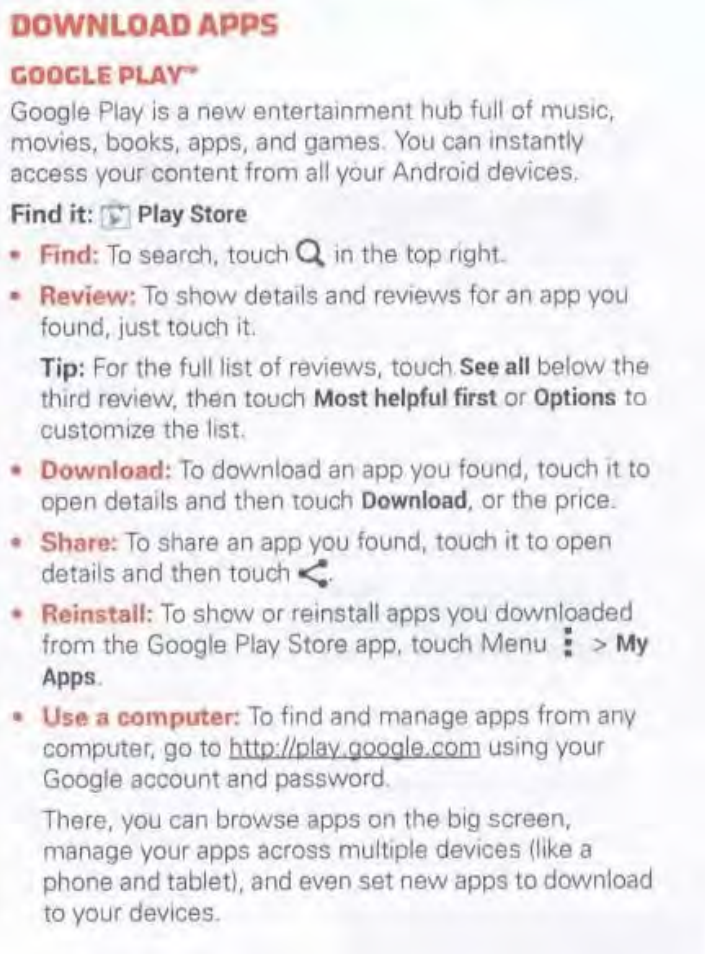 DOWNLOAD APPS
GOOGLE PLAY™
Google Play is a new entertainment hub full of music,
movies, books, apps, and games. You can instantly
access your content from all your Android devices.
Find it: Play Store
• Find: To search, touch in the top right.
• Review: To show details and reviews for an app you
found, just touch it.
Tip: For the full list of reviews, touch See all below the
third review, then touch Most helpful first or Options to
customize the list.
• Download: To download an app you found, touch it to
open details and then touch Download, or the price.
• Share: To share an app you found, touch it to open
details and then touch .
• Reinstall: To show or reinstall apps you downloaded
from the Google Play Store app, touch Menu > My
Apps.
• Use a computer: To find and manage apps from any
computer, go to http://play.google.com using your
Google account and password.
There, you can browse apps on the big screen,
manage your apps across multiple devices (like a
phone and tablet), and even set new apps to download
to your devices.